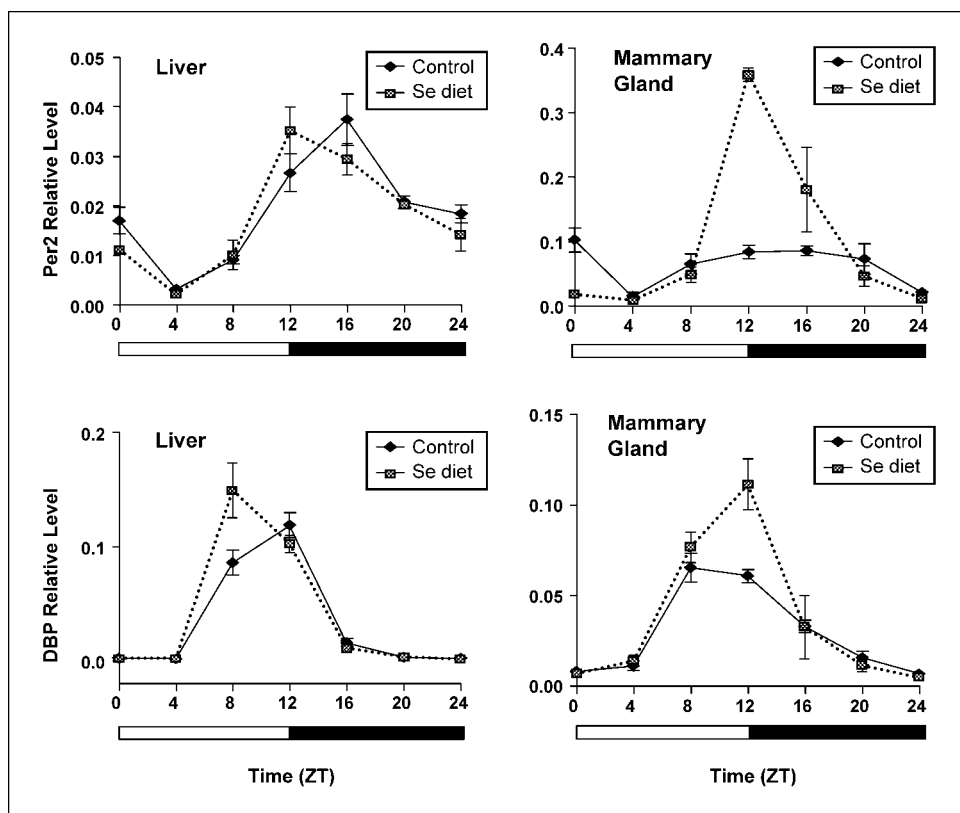 Liver
Control
Se diet
Per2 Relative Level
0.05
0.04
0.03
0.02
0.01
0.00
0 4 8 12 16 20 24
Mammary
Gland
Control
Se diet
0.4
0.3
0.2
0.1
0.0
0 4 8 12 16 20 24
Liver
Control
Se diet
DBP Relative Level
0.2
0.1
0.0
0 4 8 12 16 20 24
Time (ZT)
Mammary
Gland
Control
Se diet
0.15
0.10
0.05
0.00
0 4 8 12 16 20 24
Time (ZT)